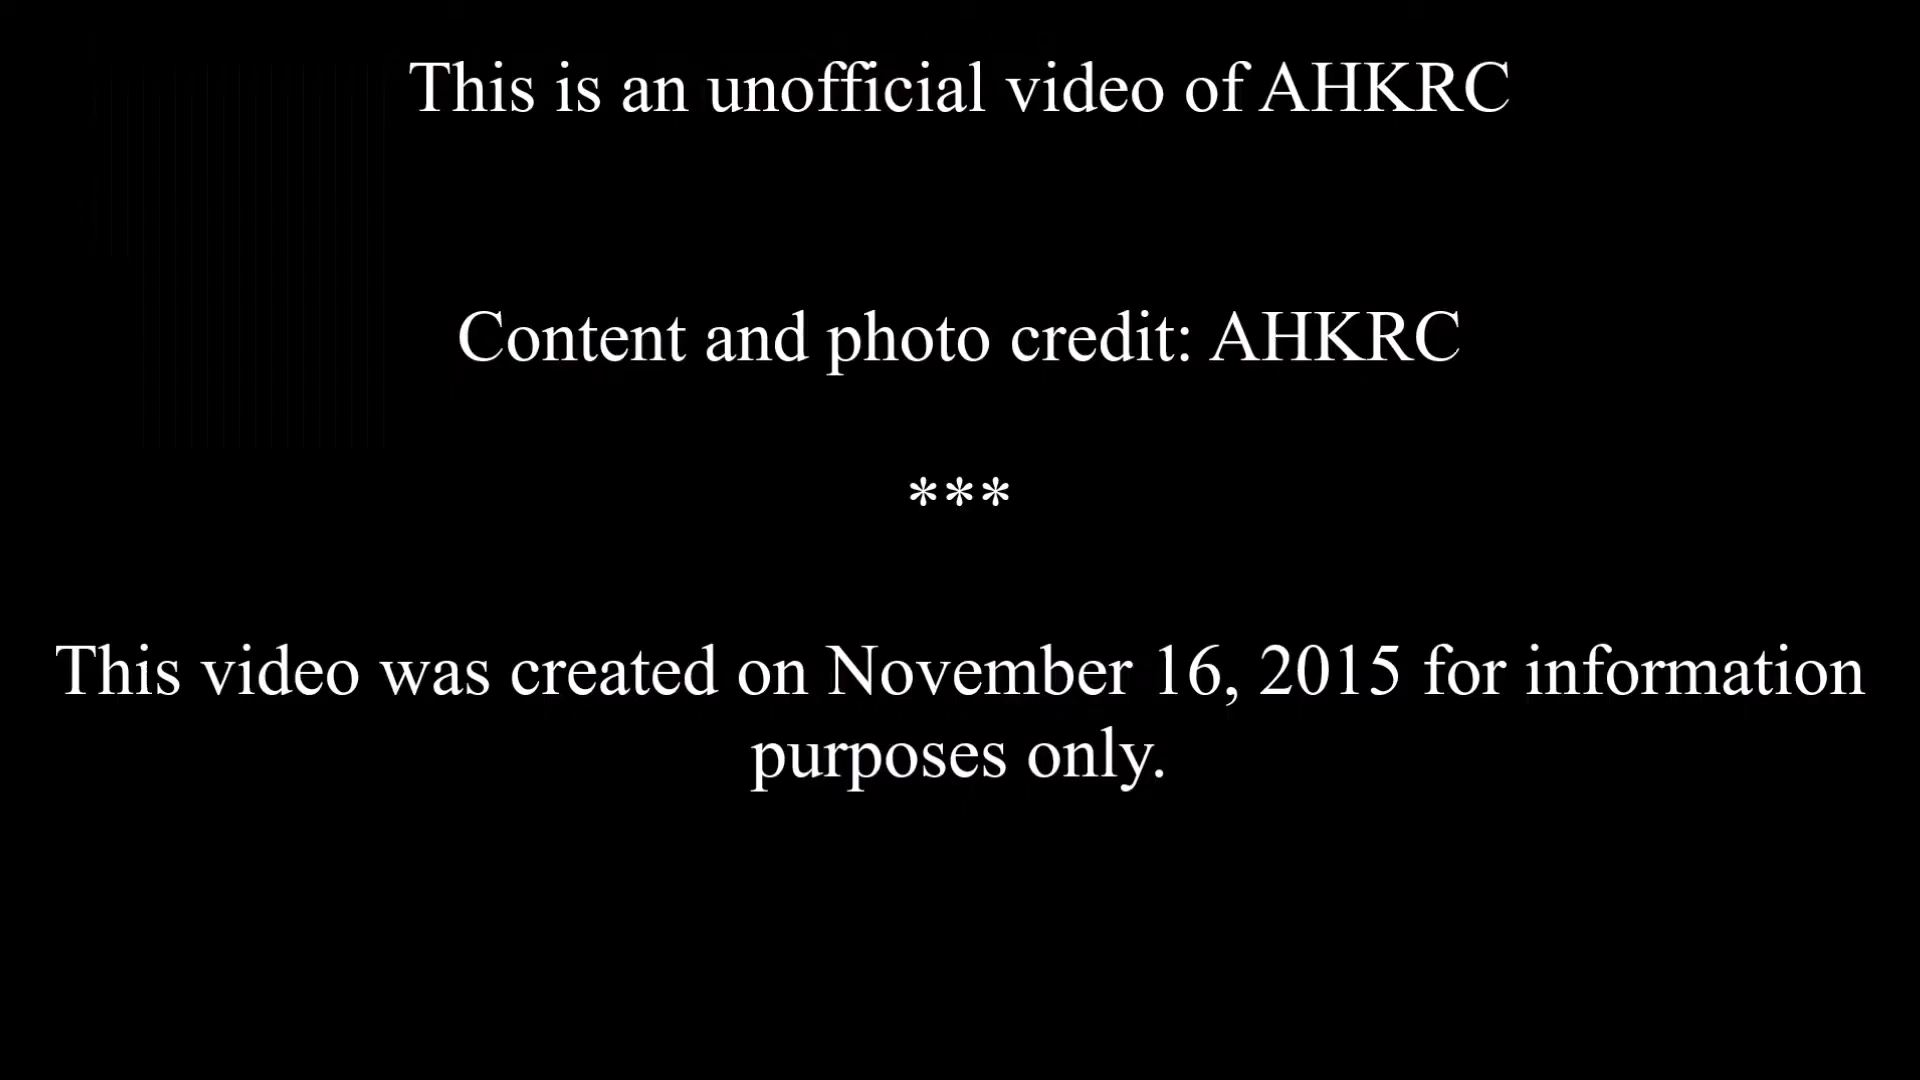 This is an unofficial video of AHKRC
Content and photo credit: AHKRC
***
This video was created on November 16, 2015 for information
purposes only.